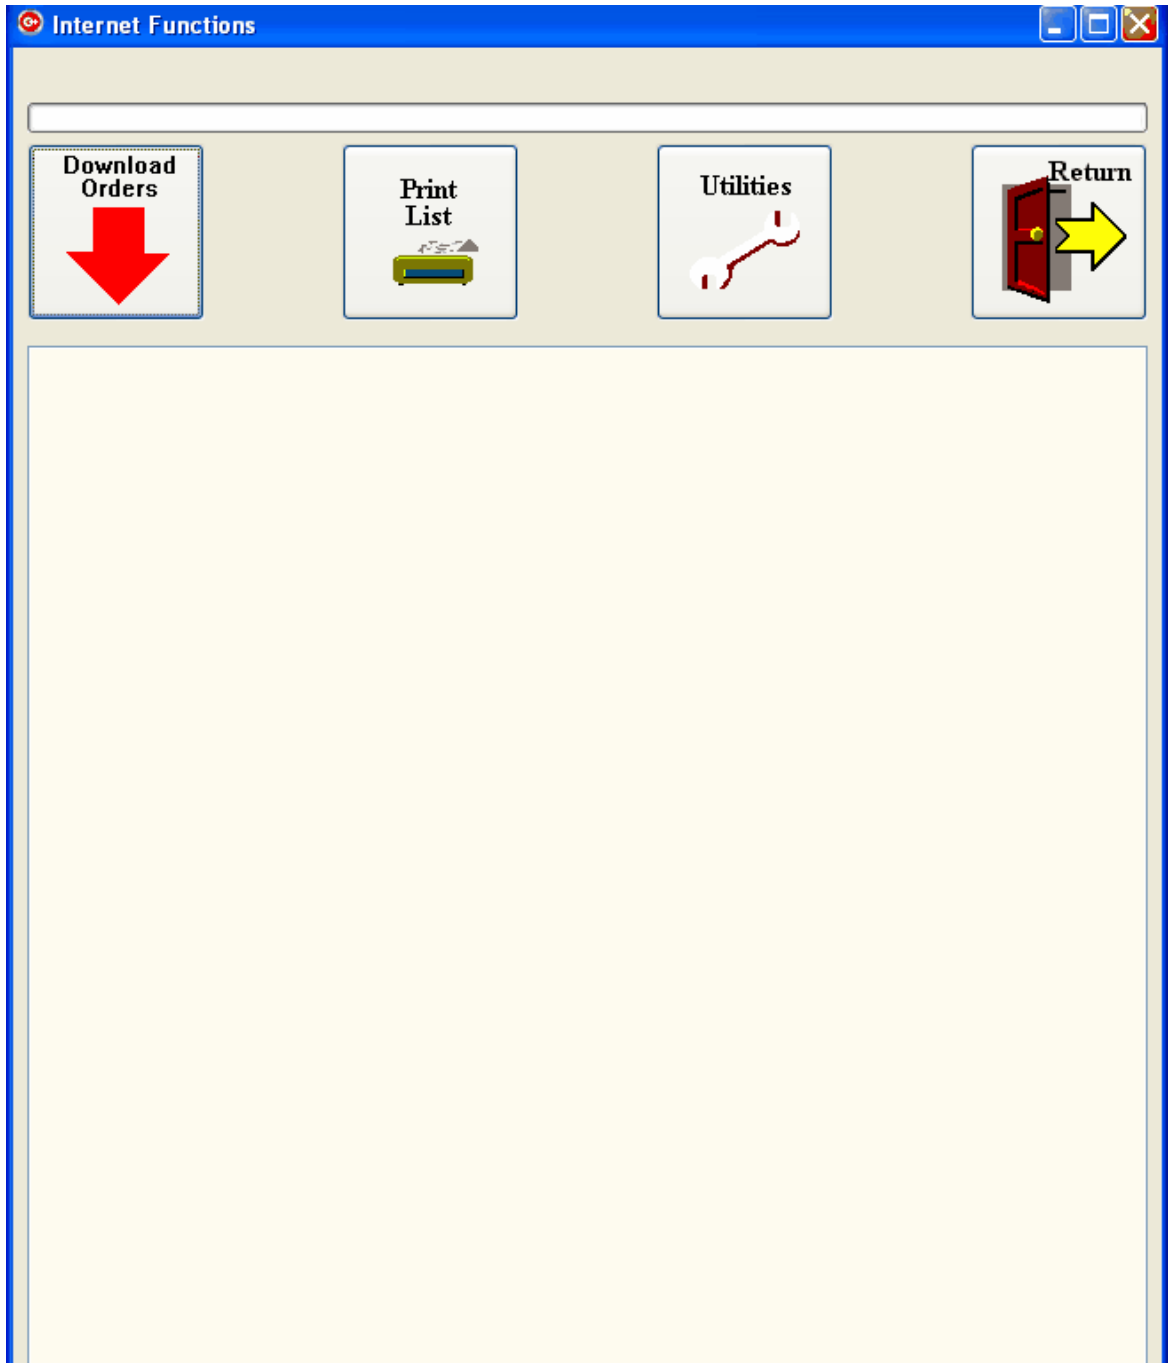 Internet Functions
Download
Orders
Print
List
Utilities
Return